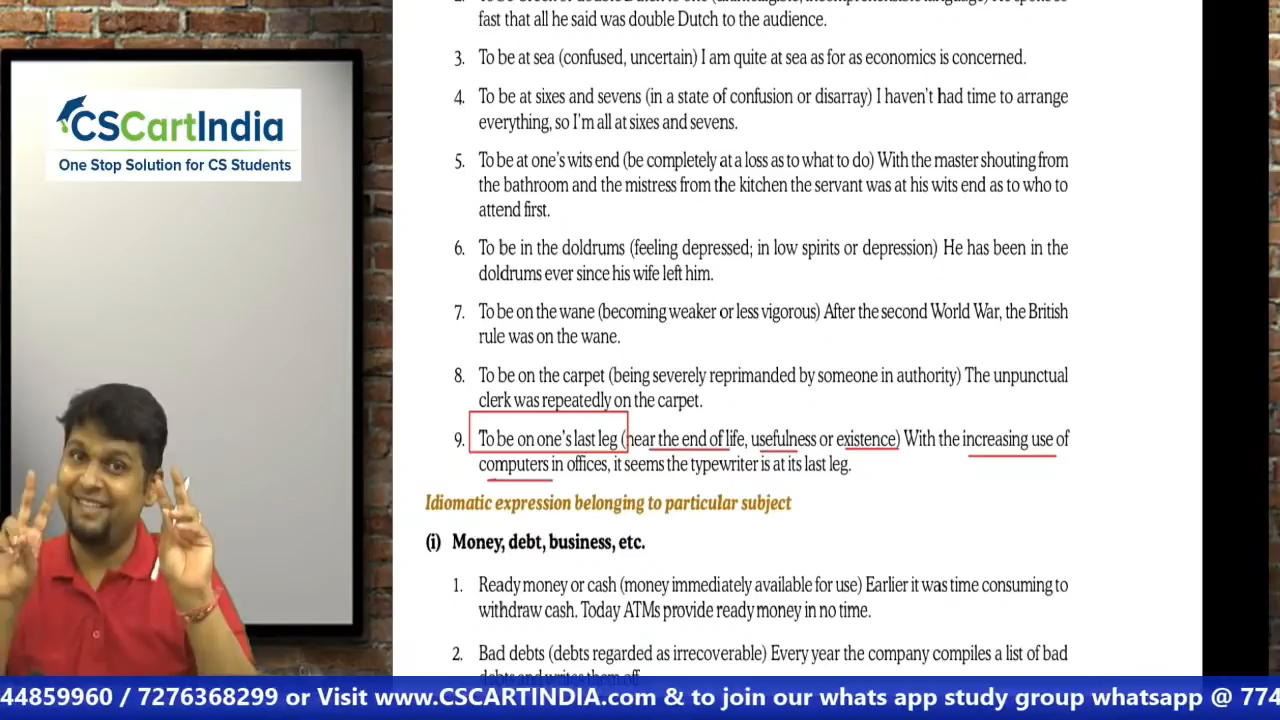 CSCartIndia
One Stop Solution for CS Students
fast that all he said was double Dutch to the audience.
3. To be at sea (confused, uncertain) I am quite at sea as for as economics is concerned.
4. To be at sixes and sevens (in a state of confusion or disarray) I haven't had time to arrange
everything, so I'm all at sixes and sevens.
5. To be at one's wits end (be completely at a loss as to what to do) With the master shouting from
the bathroom and the mistress from the kitchen the servant was at his wits end as to who to
attend first.
6. To be in the doldrums (feeling depressed; in low spirits or depression) He has been in the
doldrums ever since his wife left him.
7. To be on the wane (becoming weaker or less vigorous) After the second World War, the British
rule was on the wane.
8. To be on the carpet (being severely reprimanded by someone in authority) The unpunctual
clerk was repeatedly on the carpet.
9. To be on one's last leg (near the end of life, usefulness or existence) With the increasing use of
computers in offices, it seems the typewriter is at its last leg.
Idiomatic expression belonging to particular subject
(i) Money, debt, business, etc.
1. Ready money or cash (money immediately available for use) Earlier it was time consuming to
withdraw cash. Today ATMs provide ready money in no time.
2. Bad debts (debts regarded as irrecoverable) Every year the company compiles a list of bad
debts and writes them off.
44859960 / 7276368299 or Visit www.CSCARTINDIA.com & to join our whats app study group whatsapp @ 774